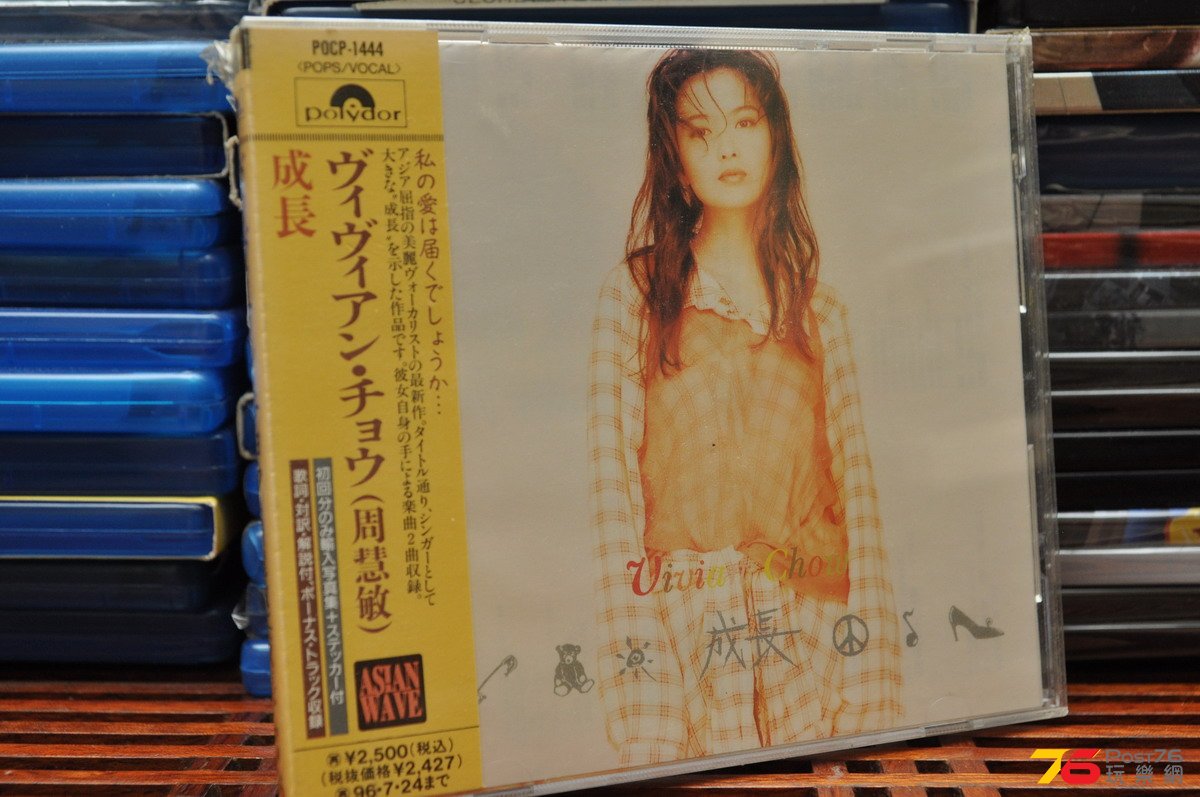 POCP-1444
〈POPS/VOCAL〉
polydor
私の愛は届くでしょうか…
アジア屈指の美麗ヴォーカリストの最新作。タイトル通り、シンガーとして
大きな“成長”を示した作品です。彼女自身の手による楽曲2曲収録。
ヴィヴィアン・チョウ(周慧敏)
成長
初回分のみ輸入写真集+ステッカー付
歌詞・対訳・解説付、ボーナス・トラック収録
ASIAN
WAVE
¥2,500(税込)
(税抜価格¥2,427)
96・7・24まで
Vivian Chou
成長
76 Post76
玩樂網